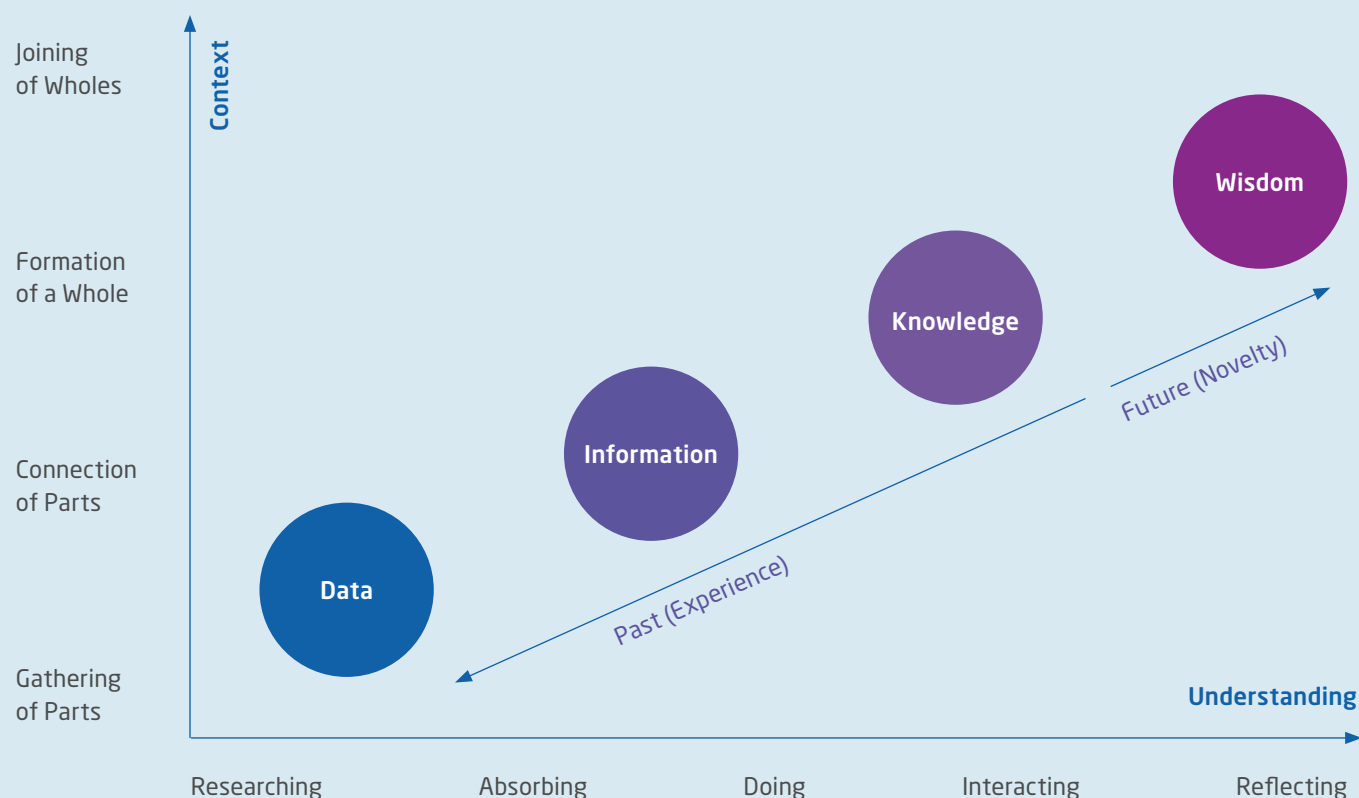 Joining
of Wholes
Context
Wisdom
Formation
of a Whole
Knowledge
Future (Novelty)
Information
Connection
of Parts
Past (Experience)
Data
Gathering
of Parts
Understanding
Researching
Absorbing
Doing
Interacting
Reflecting